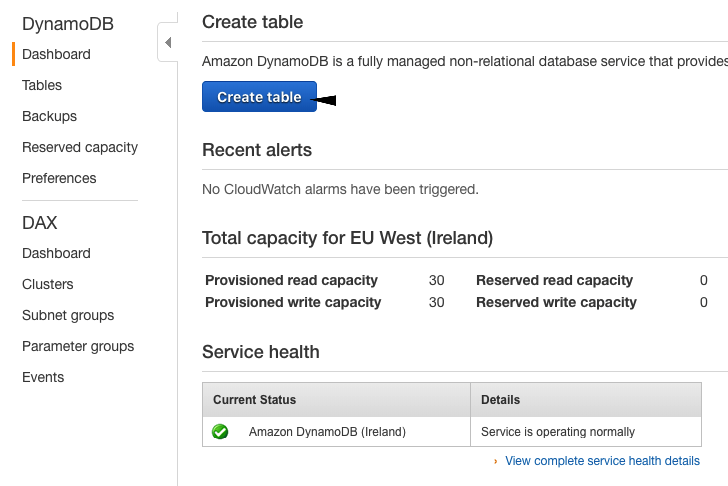 DynamoDB
Dashboard
Tables
Backups
Reserved capacity
Preferences
DAX
Dashboard
Clusters
Subnet groups
Parameter groups
Events
Create table
Amazon DynamoDB is a fully managed non-relational database service that provides
Create table
Recent alerts
No CloudWatch alarms have been triggered.
Total capacity for EU West (Ireland)
Provisioned read capacity 30 Reserved read capacity 0
Provisioned write capacity 30 Reserved write capacity 0
Service health
Current Status Details
Amazon DynamoDB (Ireland) Service is operating normally
› View complete service health details